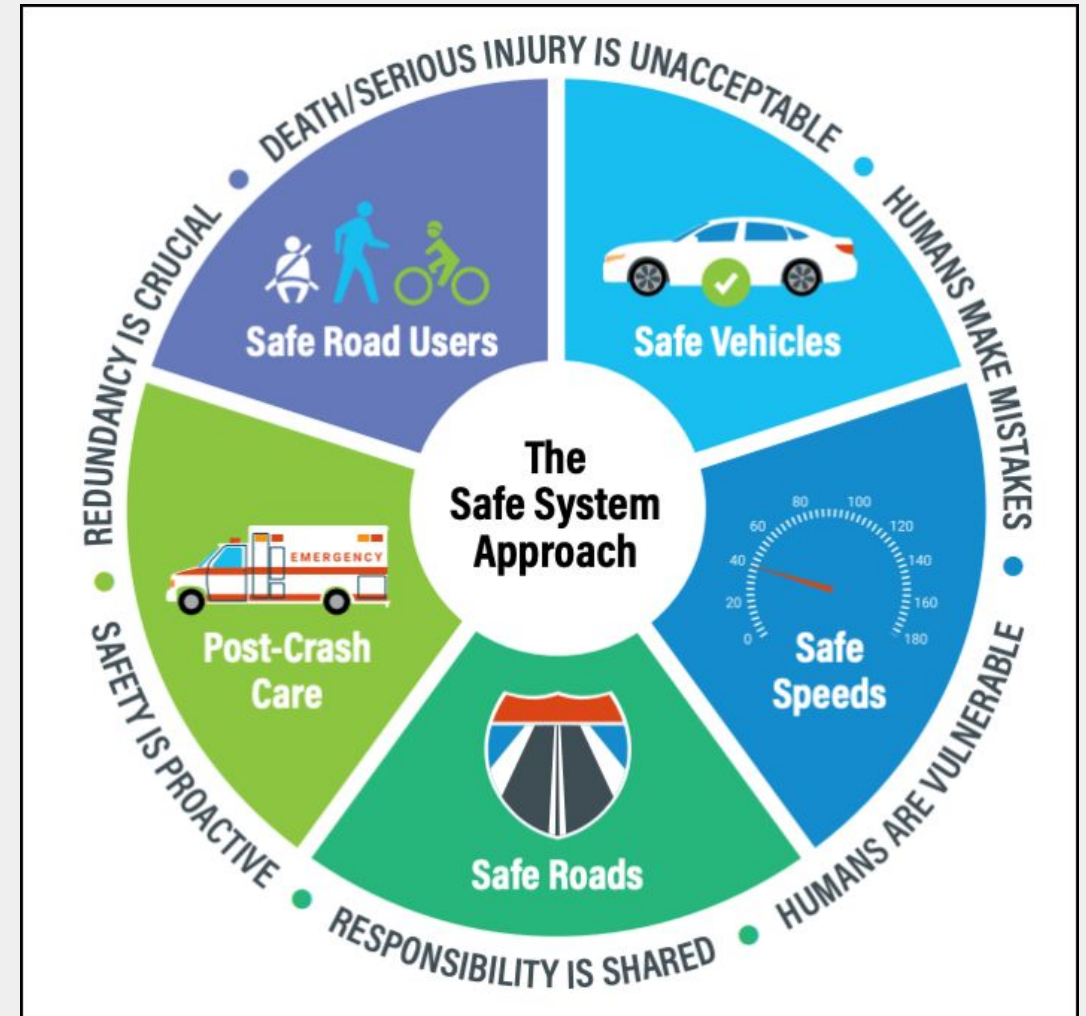 DEATH/SERIOUS INJURY IS UNACCEPTABLE
HUMANS MAKE MISTAKES
HUMANS ARE VULNERABLE
RESPONSIBILITY IS SHARED
SAFETY IS PROACTIVE
REDUNDANCY IS CRUCIAL
Safe Road Users
Safe Vehicles
The
Safe System
Approach
0
20
40
60
80
100
120
140
160
180
Safe
Speeds
EMERGENCY
Post-Crash
Care
Safe Roads